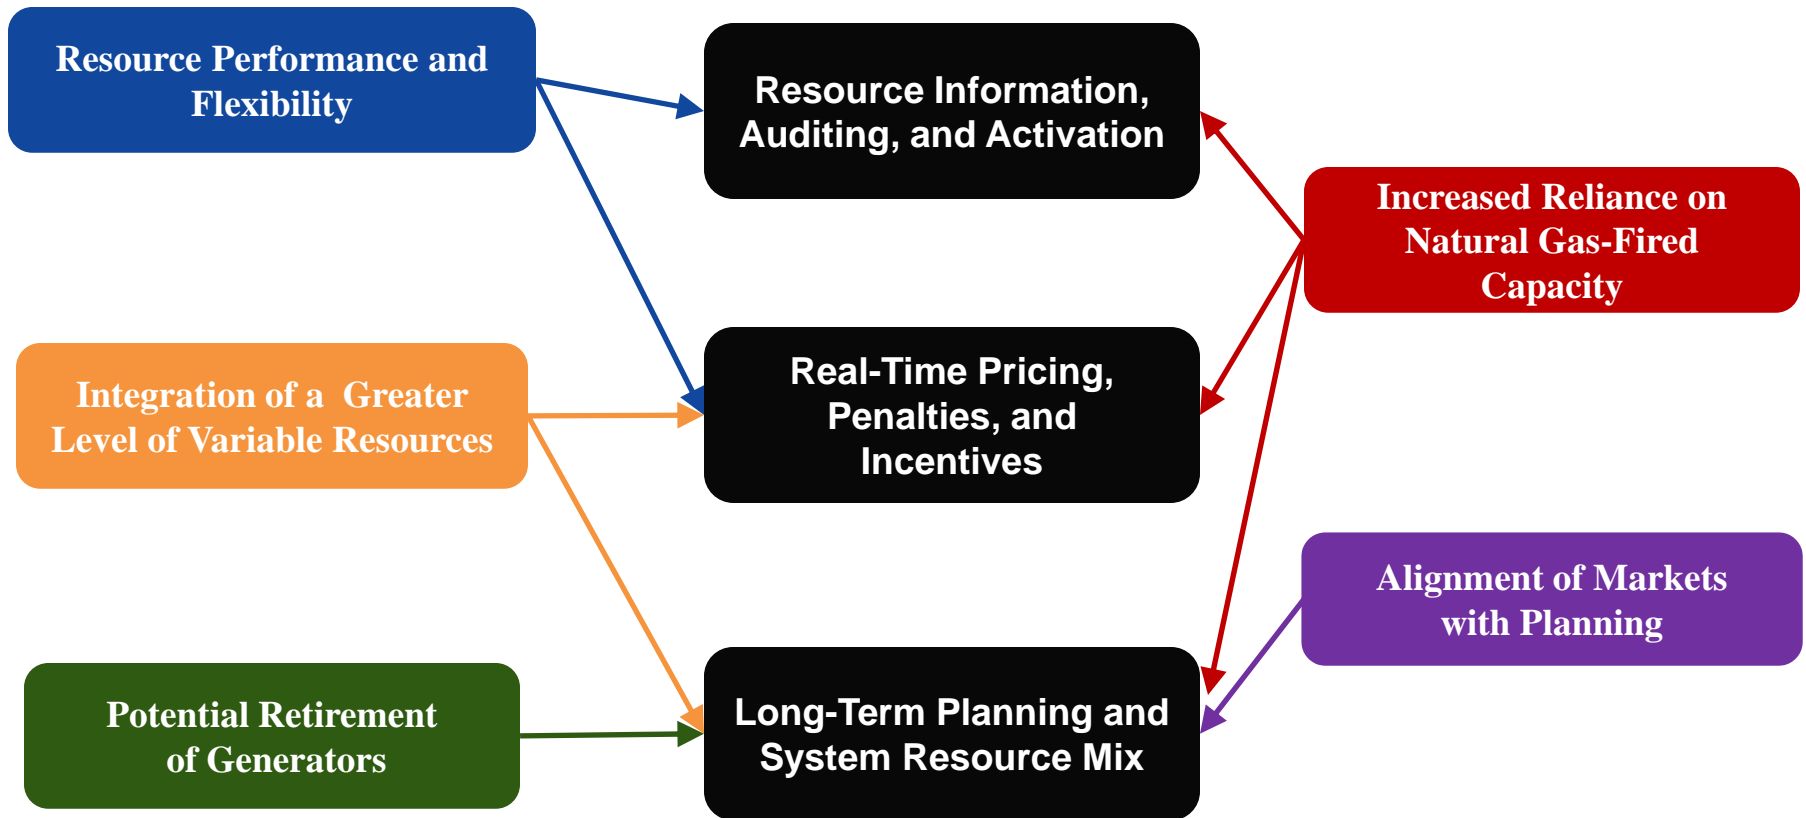 Resource Performance and
Flexibility
Resource Information,
Auditing, and Activation
Increased Reliance on
Natural Gas-Fired
Capacity
Integration of a  Greater
Level of Variable Resources
Real-Time Pricing,
Penalties, and
Incentives
Alignment of Markets
with Planning
Potential Retirement
of Generators
Long-Term Planning and
System Resource Mix